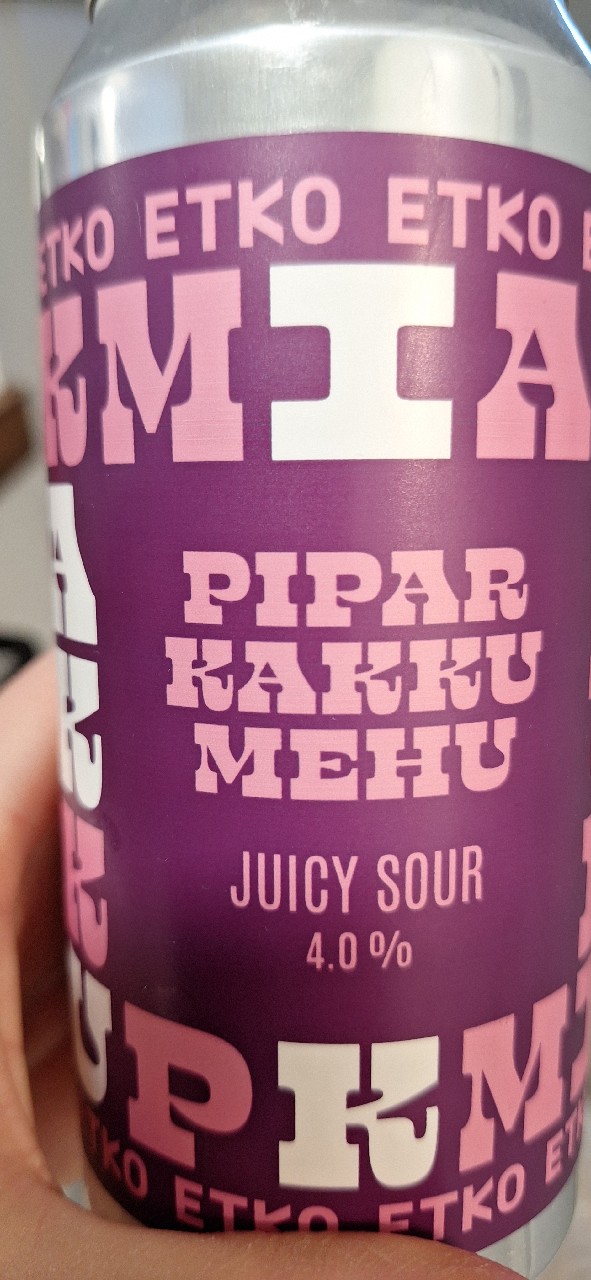 ETKO ETKO ETKO
KMIA
A
K
K
U
PIPAR
KAKKU
MEHU
JUICY SOUR
4.0 %
PKM
ETKO ETKO ETKO